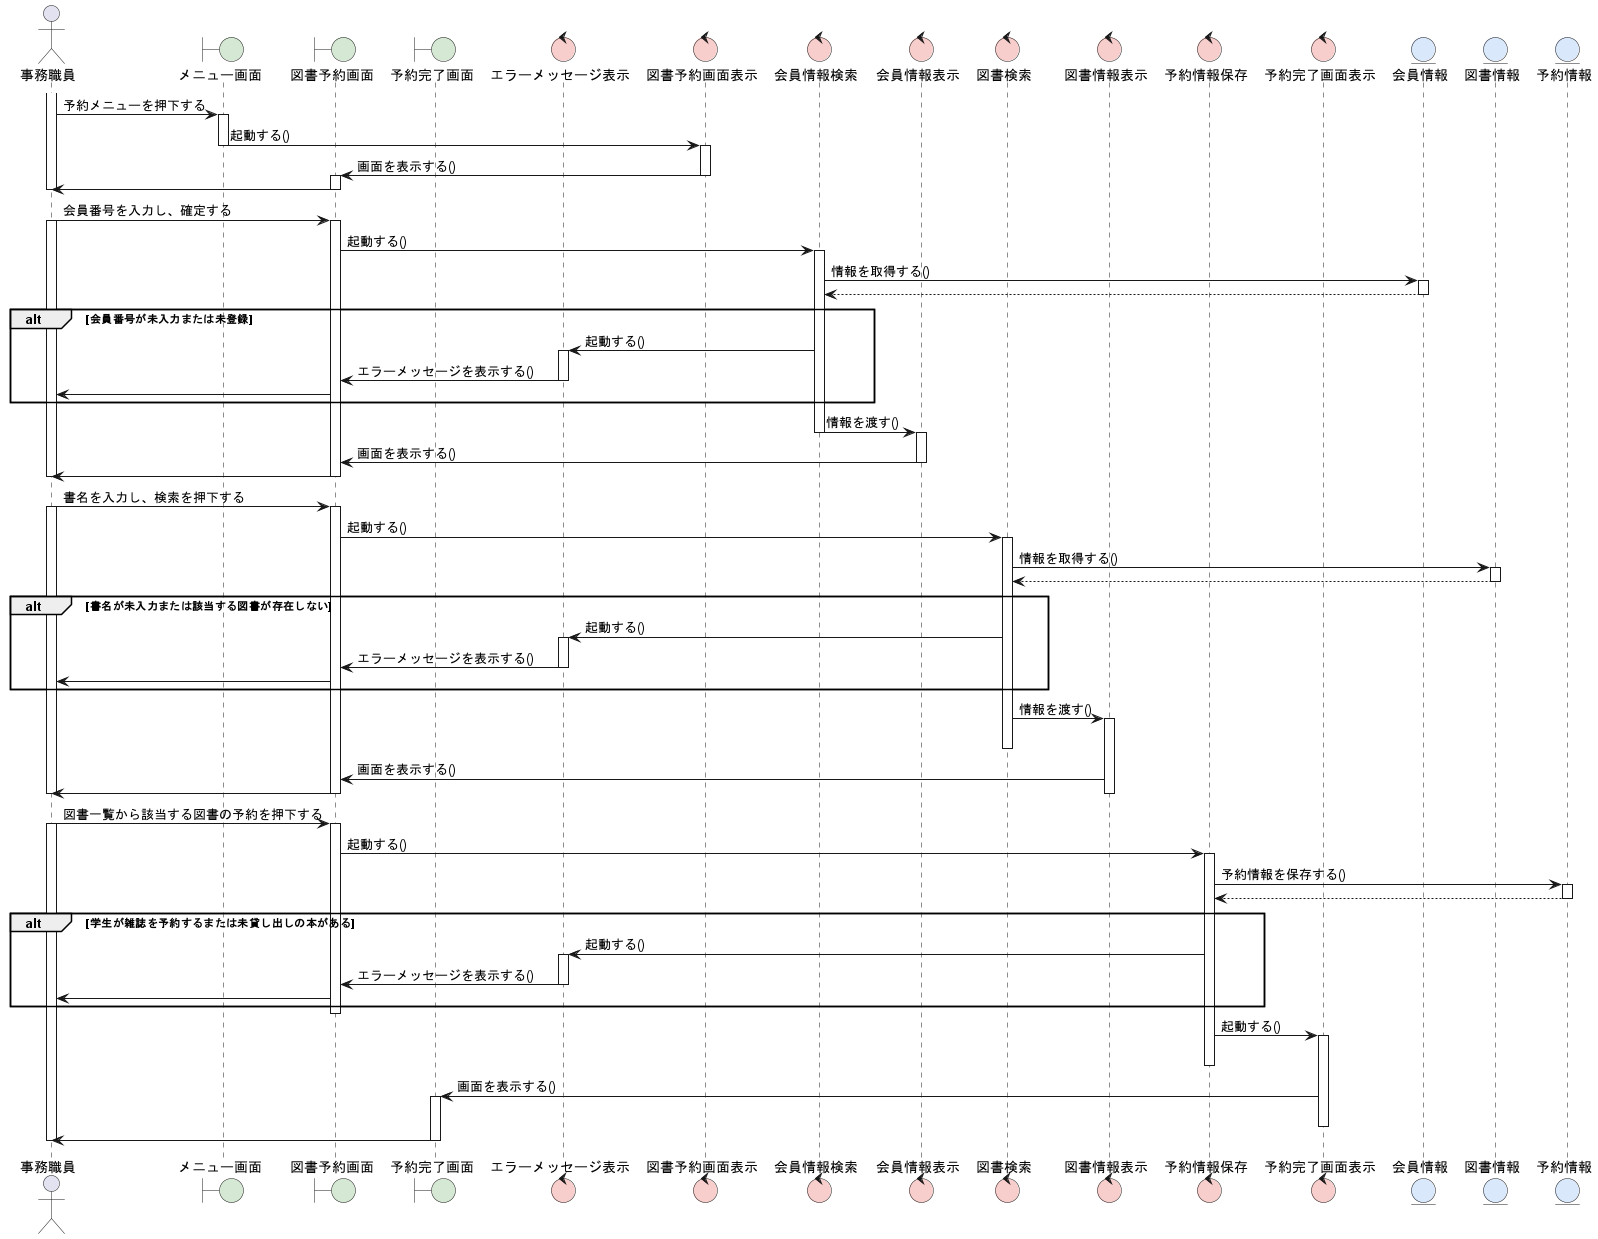 事務職員
メニュー画面
図書予約画面
予約完了画面
エラーメッセージ表示
図書予約画面表示
会員情報検索
会員情報表示
図書検索
図書情報表示
予約情報保存
予約完了画面表示
会員情報
図書情報
予約情報
予約メニューを押下する
起動する()
画面を表示する()
会員番号を入力し、確定する
起動する()
情報を取得する()
alt
[会員番号が未入力または未登録]
起動する()
エラーメッセージを表示する()
情報を渡す()
画面を表示する()
書名を入力し、検索を押下する
起動する()
情報を取得する()
alt
[書名が未入力または該当する図書が存在しない]
起動する()
エラーメッセージを表示する()
情報を渡す()
画面を表示する()
図書一覧から該当する図書の予約を押下する
起動する()
予約情報を保存する()
alt
[学生が雑誌を予約するまたは未貸し出しの本がある]
起動する()
エラーメッセージを表示する()
起動する()
画面を表示する()
事務職員
メニュー画面
図書予約画面
予約完了画面
エラーメッセージ表示
図書予約画面表示
会員情報検索
会員情報表示
図書検索
図書情報表示
予約情報保存
予約完了画面表示
会員情報
図書情報
予約情報